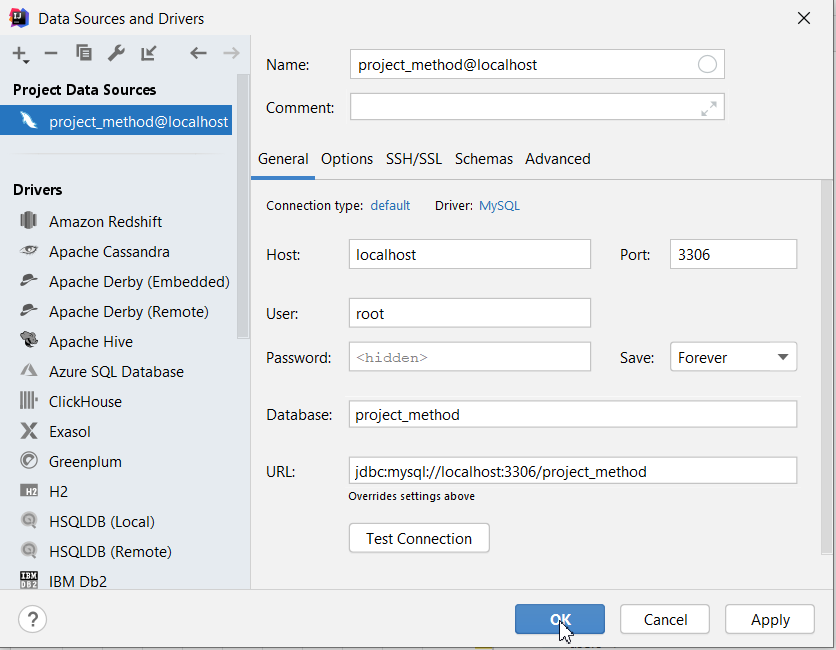 Data Sources and Drivers
Project Data Sources
project_method@localhost
Drivers
Amazon Redshift
Apache Cassandra
Apache Derby (Embedded)
Apache Derby (Remote)
Apache Hive
Azure SQL Database
ClickHouse
Exasol
Greenplum
H2
HSQLDB (Local)
HSQLDB (Remote)
IBM Db2
Name: project_method@localhost
Comment:
General Options SSH/SSL Schemas Advanced
Connection type: default Driver: MySQL
Host: localhost Port: 3306
User: root
Password: <hidden> Save: Forever
Database: project_method
URL: jdbc:mysql://localhost:3306/project_method
Overrides settings above
Test Connection
? OK Cancel Apply